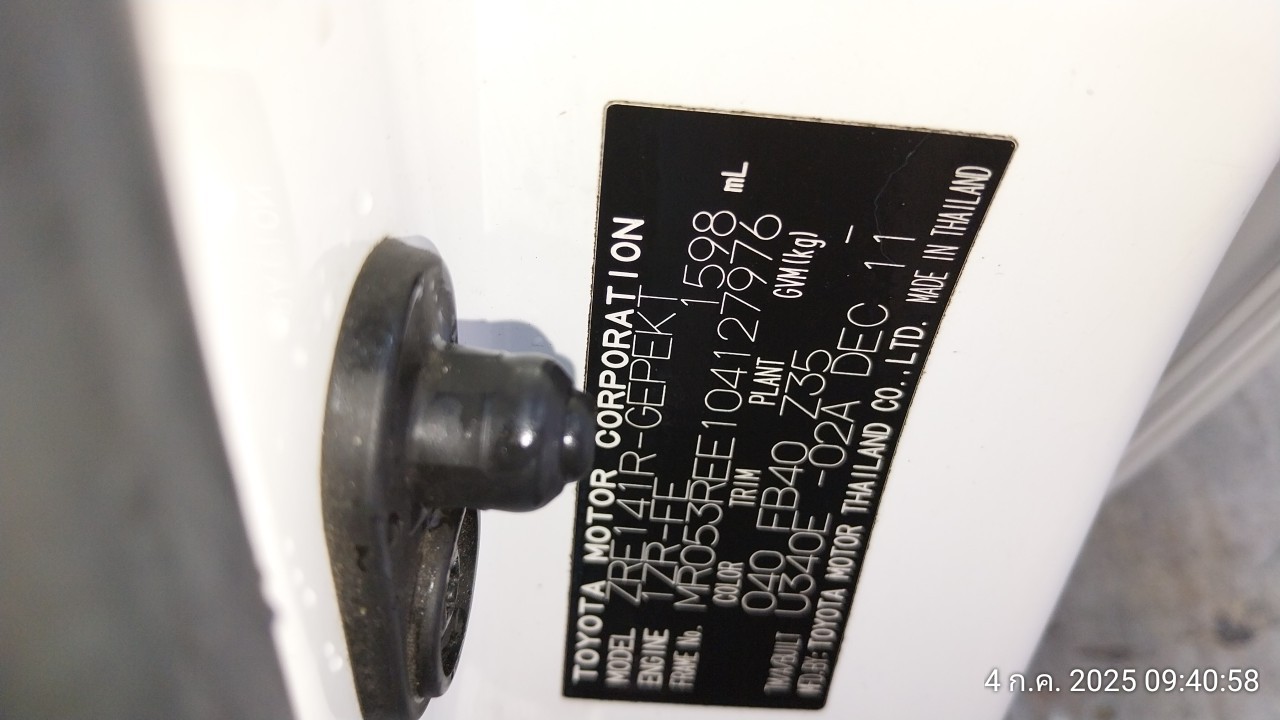 TOYOTA MOTOR CORPORATION
MODEL ZRE141R-GEPEKT
ENGINE 1ZR-FE 1598 mL
FRAME No. MR053REE104127976
COLOR TRIM PLANT GVM(kg)
040 FB40 Z35 -
TM/A/BUILT U340E -02A DEC 11
MFD.BY: TOYOTA MOTOR THAILAND CO.,LTD. MADE IN THAILAND
4 ก.ค. 2025 09:40:58